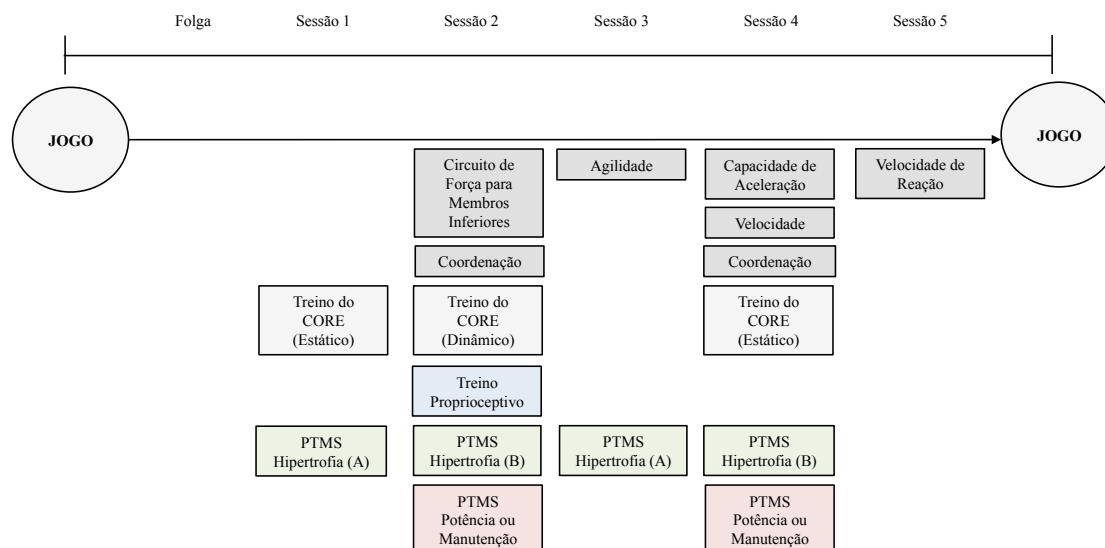 Folga
Sessão 1
Sessão 2
Sessão 3
Sessão 4
Sessão 5
JOGO
JOGO
Circuito de
Força para
Membros
Inferiores
Agilidade
Capacidade de
Aceleração
Velocidade de
Reação
Velocidade
Coordenação
Coordenação
Treino do
CORE
(Estático)
Treino do
CORE
(Dinâmico)
Treino do
CORE
(Estático)
Treino
Proprioceptivo
PTMS
Hipertrofia (A)
PTMS
Hipertrofia (B)
PTMS
Hipertrofia (A)
PTMS
Hipertrofia (B)
PTMS
Potência ou
Manutenção
PTMS
Potência ou
Manutenção